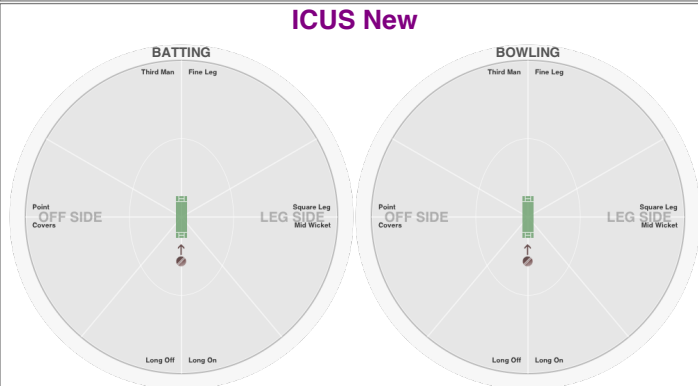 ICUS New
BATTING
Third Man Fine Leg
Point
OFF SIDE
Covers
Square Leg
LEG SIDE
Mid Wicket
Long Off Long On
BOWLING
Third Man Fine Leg
Point
OFF SIDE
Covers
Square Leg
LEG SIDE
Mid Wicket
Long Off Long On